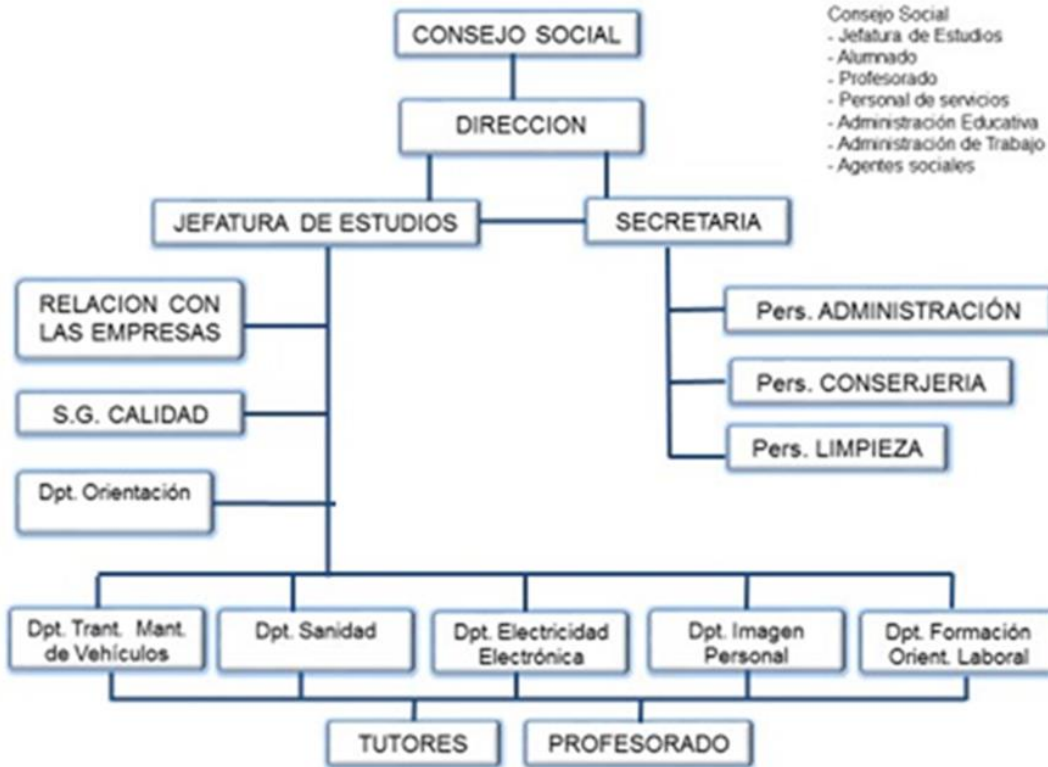 CONSEJO SOCIAL
Consejo Social
- Jefatura de Estudios
- Alumnado
- Profesorado
- Personal de servicios
- Administración Educativa
- Administración de Trabajo
- Agentes sociales
DIRECCION
JEFATURA DE ESTUDIOS
SECRETARIA
RELACION CON
LAS EMPRESAS
S.G. CALIDAD
Dpt. Orientación
Pers. ADMINISTRACIÓN
Pers. CONSERJERIA
Pers. LIMPIEZA
Dpt. Trant. Mant.
de Vehículos
Dpt. Sanidad
Dpt. Electricidad
Electrónica
Dpt. Imagen
Personal
Dpt. Formación
Orient. Laboral
TUTORES
PROFESORADO